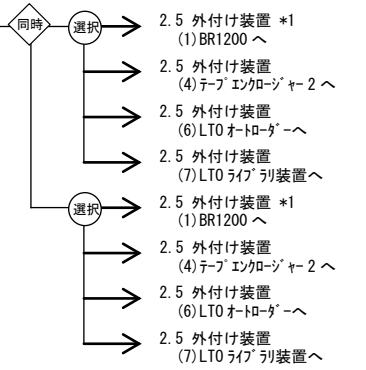 同時
選択
2.5 外付け装置 *1
(1)BR1200 へ
2.5 外付け装置
(4)ﾃｰﾌﾟｴﾝｸﾛｰｼﾞｬｰ 2 へ
2.5 外付け装置
(6)LTO ｵｰﾄﾛｰﾀﾞｰへ
2.5 外付け装置
(7)LTO ﾗｲﾌﾞﾗﾘ装置へ
選択
2.5 外付け装置 *1
(1)BR1200 へ
2.5 外付け装置
(4)ﾃｰﾌﾟｴﾝｸﾛｰｼﾞｬｰ 2 へ
2.5 外付け装置
(6)LTO ｵｰﾄﾛｰﾀﾞｰへ
2.5 外付け装置
(7)LTO ﾗｲﾌﾞﾗﾘ装置へ